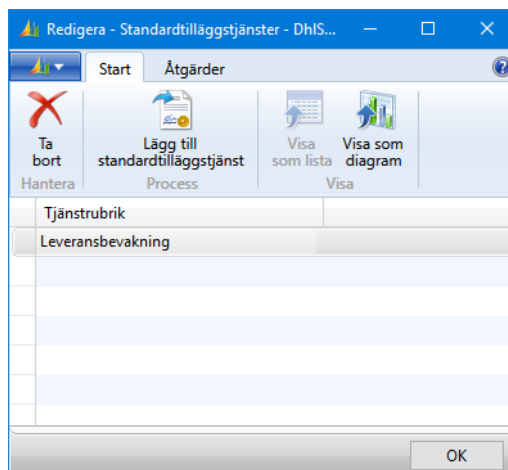 Redigera - Standardtilläggstjänster - DhIS...
Start Åtgärder
Ta bort
Lägg till standardtilläggstjänst
Visa som lista
Visa som diagram
Hantera Process Visa
Tjänstrubrik
Leveransbevakning
OK